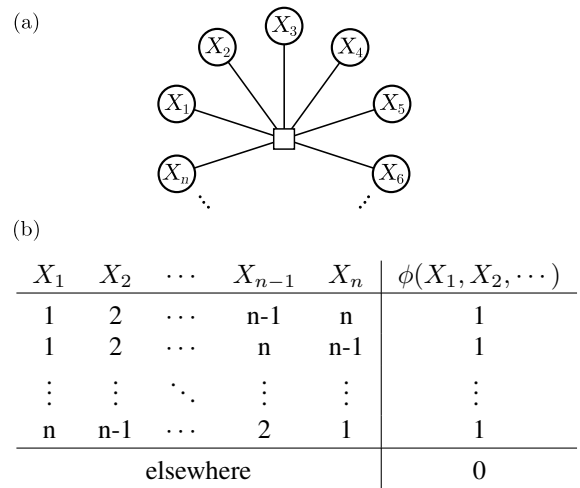 (a)
X₃
X₂ X₄
X₁ X₅
Xₙ X₆
⋱ ⋰
(b)
X₁ X₂ ⋯ Xₙ₋₁ Xₙ ϕ(X₁, X₂, ⋯)
1 2 ⋯ n-1 n 1
1 2 ⋯ n n-1 1
⋮ ⋮ ⋱ ⋮ ⋮ ⋮
n n-1 ⋯ 2 1 1
elsewhere 0